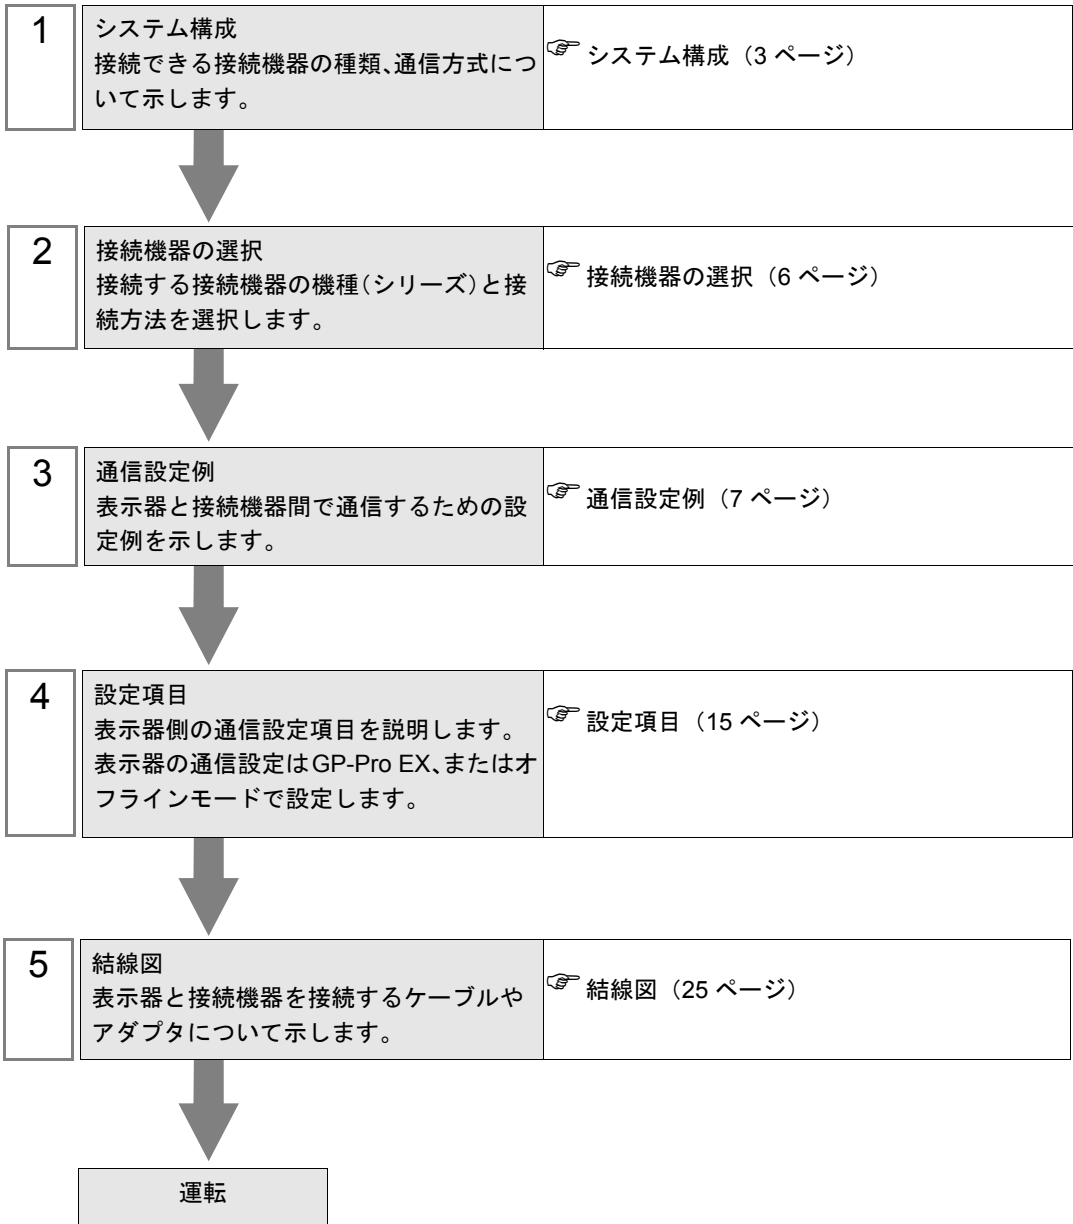 1
システム構成
接続できる接続機器の種類､通信方式につ
いて示します。
☞ システム構成（3 ページ）
2
接続機器の選択
接続する接続機器の機種(シリーズ)と接
続方法を選択します。
☞ 接続機器の選択（6 ページ）
3
通信設定例
表示器と接続機器間で通信するための設
定例を示します。
☞ 通信設定例（7 ページ）
4
設定項目
表示器側の通信設定項目を説明します。
表示器の通信設定はGP-Pro EX､またはオ
フラインモードで設定します。
☞ 設定項目（15 ページ）
5
結線図
表示器と接続機器を接続するケーブルや
アダプタについて示します。
☞ 結線図（25 ページ）
運転